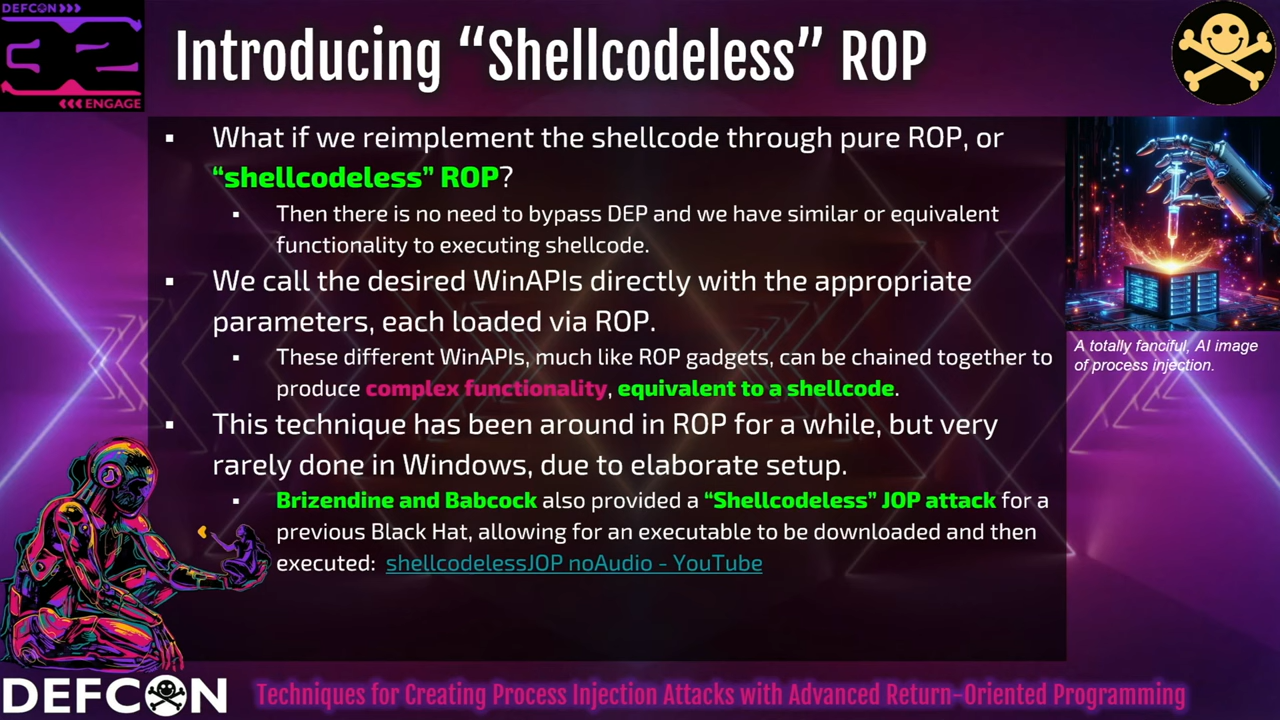 DEFCON >>>
<<< ENGAGE
Introducing “Shellcodeless” ROP
▪ What if we reimplement the shellcode through pure ROP, or
“shellcodeless” ROP?
▪ Then there is no need to bypass DEP and we have similar or equivalent
functionality to executing shellcode.
▪ We call the desired WinAPIs directly with the appropriate
parameters, each loaded via ROP.
▪ These different WinAPIs, much like ROP gadgets, can be chained together to
produce complex functionality, equivalent to a shellcode.
▪ This technique has been around in ROP for a while, but very
rarely done in Windows, due to elaborate setup.
▪ Brizendine and Babcock also provided a “Shellcodeless” JOP attack for a
previous Black Hat, allowing for an executable to be downloaded and then
executed: shellcodelessJOP noAudio - YouTube
A totally fanciful, AI image
of process injection.
DEFCON
Techniques for Creating Process Injection Attacks with Advanced Return-Oriented Programming